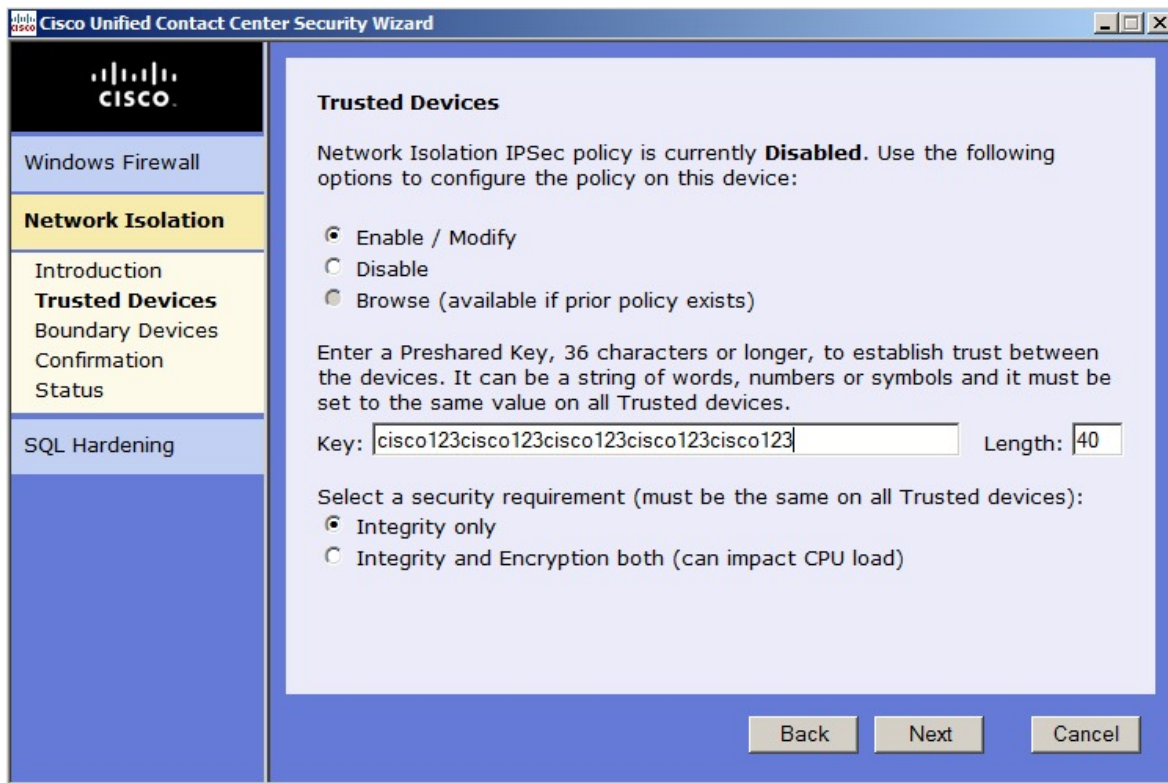 Cisco Unified Contact Center Security Wizard
CISCO
Windows Firewall
Network Isolation
Introduction
Trusted Devices
Boundary Devices
Confirmation
Status
SQL Hardening
Trusted Devices
Network Isolation IPSec policy is currently Disabled. Use the following
options to configure the policy on this device:
Enable / Modify
Disable
Browse (available if prior policy exists)
Enter a Preshared Key, 36 characters or longer, to establish trust between
the devices. It can be a string of words, numbers or symbols and it must be
set to the same value on all Trusted devices.
Key: cisco123cisco123cisco123cisco123cisco123 Length: 40
Select a security requirement (must be the same on all Trusted devices):
Integrity only
Integrity and Encryption both (can impact CPU load)
Back Next Cancel